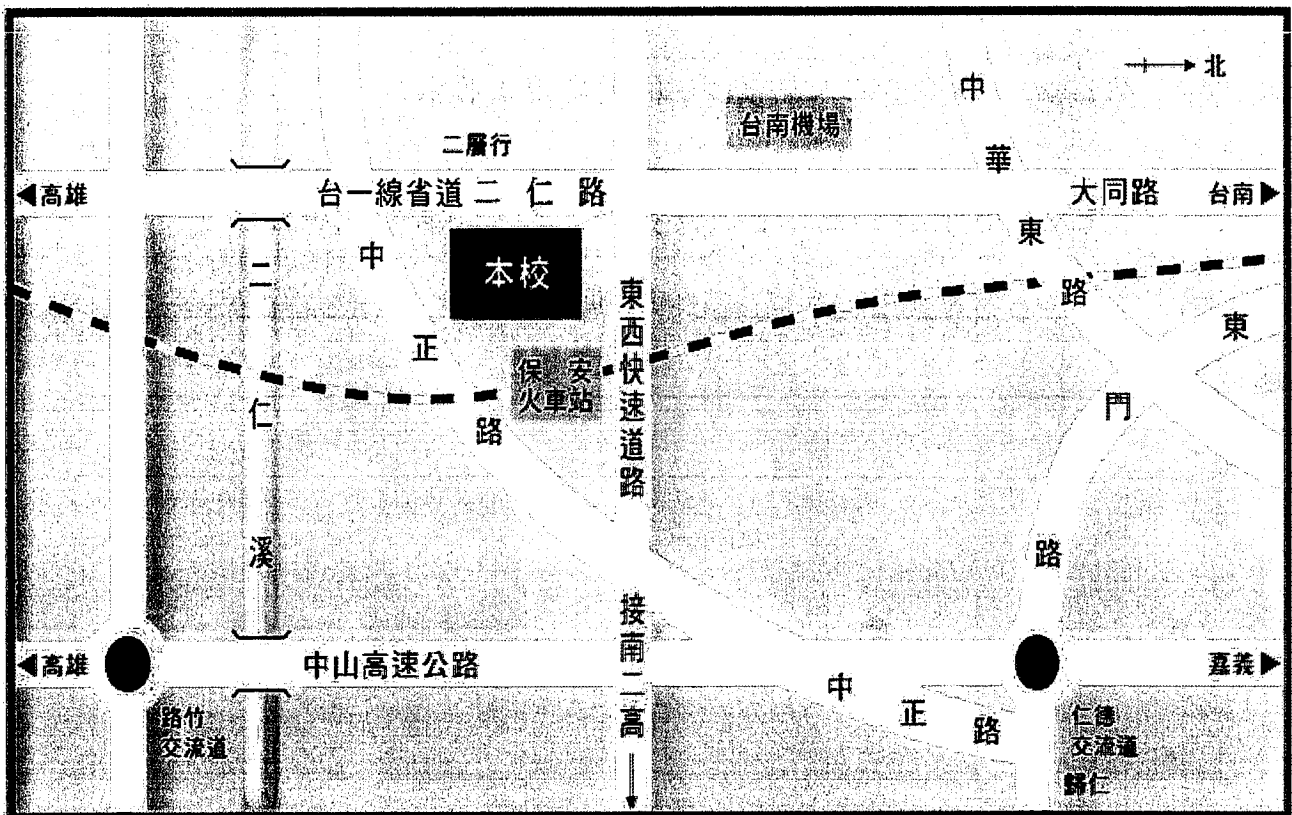 北
台南機場
中華東路
二層行
◀高雄
台一線省道 二仁路
大同路
台南▶
中正路
本校
二仁溪
東西快速道路
東門路
保安
火車站
接南二高
◀高雄
中山高速公路
嘉義▶
路竹
交流道
中正路
仁德
交流道
歸仁